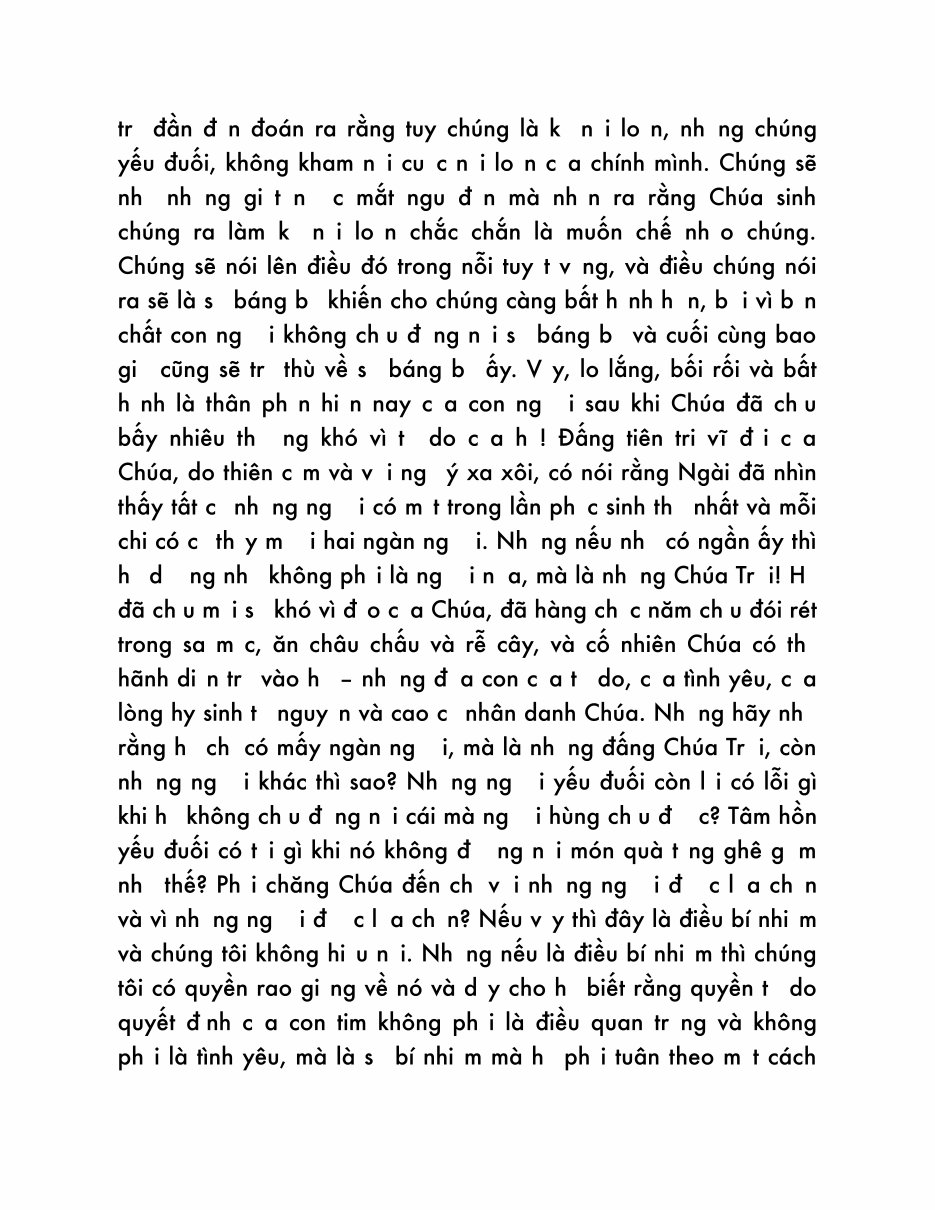 tr đần đ n đoán ra rằng tuy chúng là k n i lo n, nh ng chúng
yếu đuối, không kham n i cu c n i lo n c a chính mình. Chúng sẽ
nh nh ng gi t n c mắt ngu đ n mà nh n ra rằng Chúa sinh
chúng ra làm k n i lo n chắc chắn là muốn chế nh o chúng.
Chúng sẽ nói lên điều đó trong nỗi tuy t v ng, và điều chúng nói
ra sẽ là s báng b khiến cho chúng càng bất h nh h n, b i vì b n
chất con ng i không ch u đ ng n i s báng b và cuối cùng bao
gi cũng sẽ tr thù về s báng b ấy. V y, lo lắng, bối rối và bất
h nh là thân ph n hi n nay c a con ng i sau khi Chúa đã ch u
bấy nhiêu th ng khó vì t do c a h ! Đấng tiên tri vĩ đ i c a
Chúa, do thiên c m và v i ng ý xa xôi, có nói rằng Ngài đã nhìn
thấy tất c nh ng ng i có m t trong lần ph c sinh th nhất và mỗi
chi có c th y m i hai ngàn ng i. Nh ng nếu nh có ngần ấy thì
h d ng nh không ph i là ng i n a, mà là nh ng Chúa Tr i! H
đã ch u m i s khó vì đ o c a Chúa, đã hàng ch c năm ch u đói rét
trong sa m c, ăn châu chấu và rễ cây, và cố nhiên Chúa có th
hãnh di n tr vào h – nh ng đ a con c a t do, c a tình yêu, c a
lòng hy sinh t nguy n và cao c nhân danh Chúa. Nh ng hãy nh
rằng h ch có mấy ngàn ng i, mà là nh ng đấng Chúa Tr i, còn
nh ng ng i khác thì sao? Nh ng ng i yếu đuối còn l i có lỗi gì
khi h không ch u đ ng n i cái mà ng i hùng ch u đ c? Tâm hồn
yếu đuối có t i gì khi nó không đ ng n i món quà t ng ghê g m
nh thế? Ph i chăng Chúa đến ch v i nh ng ng i đ c l a ch n
và vì nh ng ng i đ c l a ch n? Nếu v y thì đây là điều bí nhi m
và chúng tôi không hi u n i. Nh ng nếu là điều bí nhi m thì chúng
tôi có quyền rao gi ng về nó và d y cho h biết rằng quyền t do
quyết đ nh c a con tim không ph i là điều quan tr ng và không
ph i là tình yêu, mà là s bí nhi m mà h ph i tuân theo m t cách